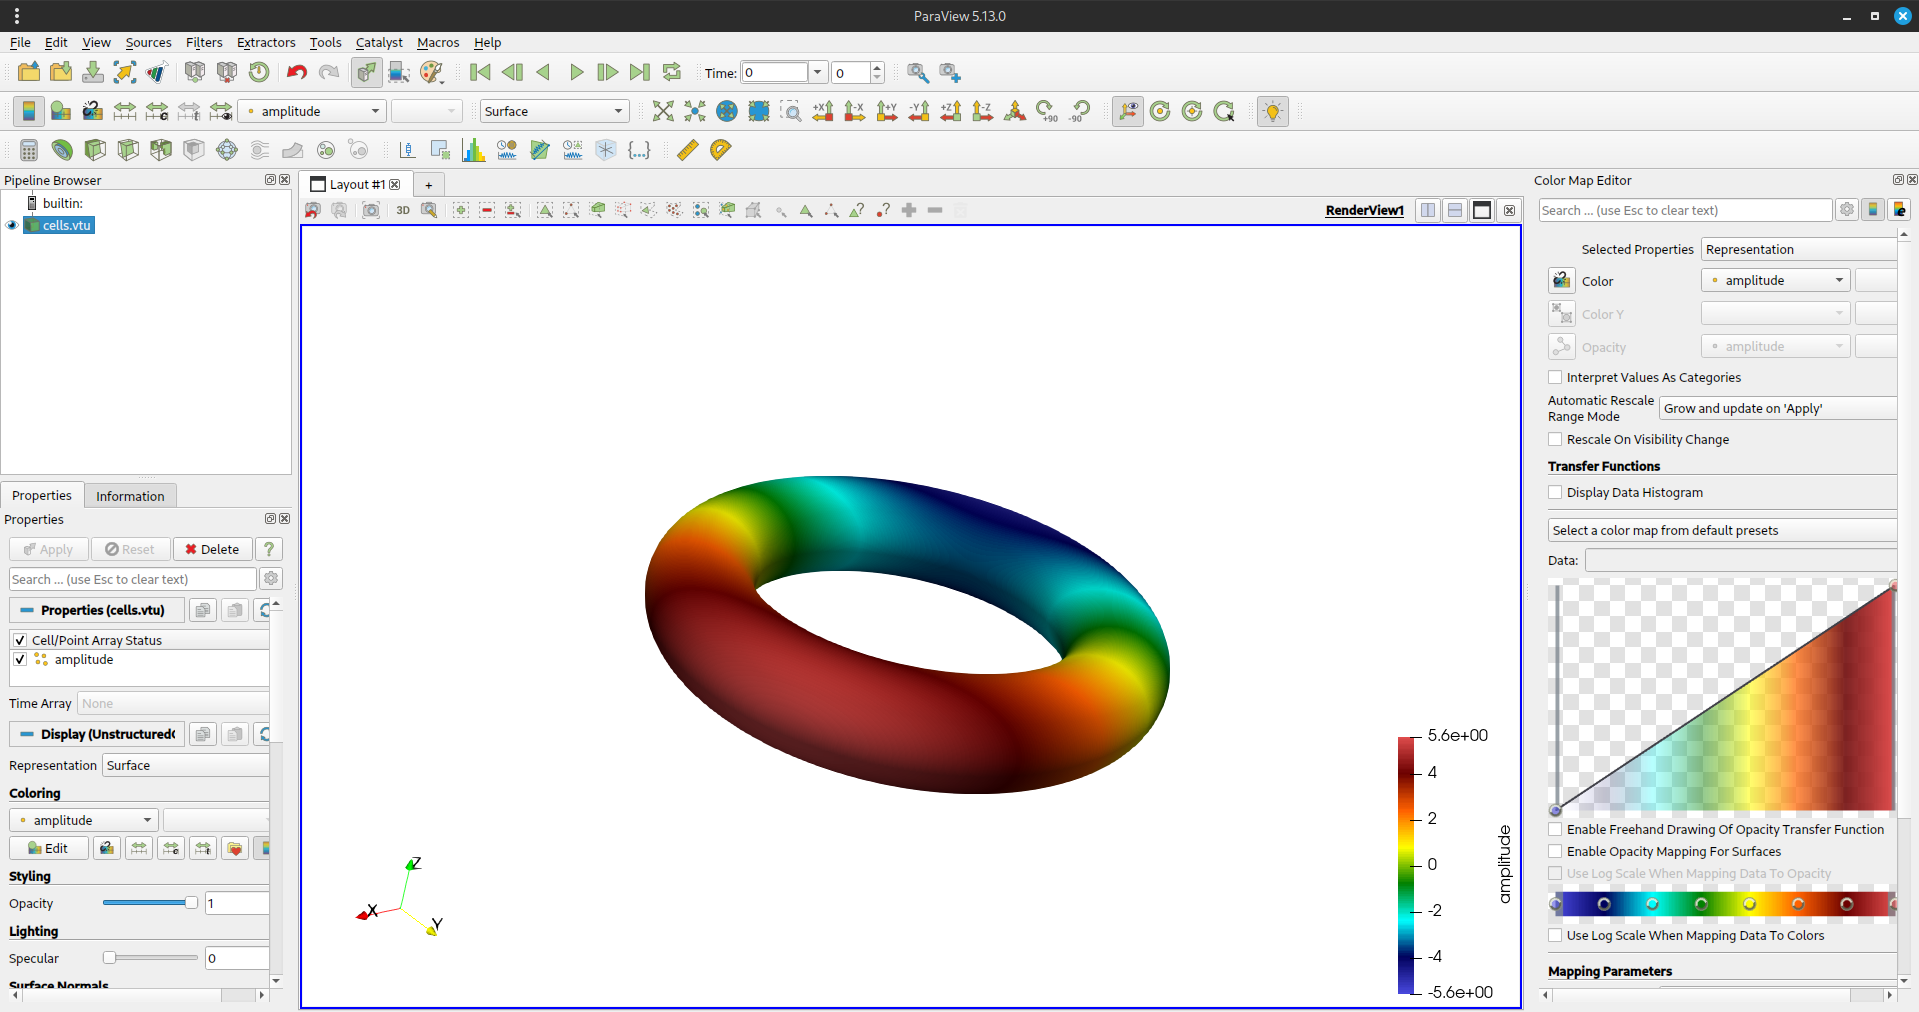 ParaView 5.13.0
File Edit View Sources Filters Extractors Tools Catalyst Macros Help
Time: 0 0
amplitude Surface +X -X +Y -Y +Z -Z +90 -90
Pipeline Browser
builtin:
cells.vtu
Layout #1 +
3D RenderView1
Properties Information
Properties
Apply Reset Delete ?
Search ... (use Esc to clear text)
Properties (cells.vtu)
Cell/Point Array Status
amplitude
Time Array None
Display (Unstructured
Representation Surface
Coloring
amplitude
Edit
Styling
Opacity 1
Lighting
Specular 0
Surface Normals
X
Y
Z
5.6e+00
4
2
0
-2
-4
-5.6e+00
amplitude
Color Map Editor
Search ... (use Esc to clear text)
Selected Properties Representation
Color amplitude
Color Y
Opacity amplitude
Interpret Values As Categories
Automatic Rescale
Range Mode Grow and update on 'Apply'
Rescale On Visibility Change
Transfer Functions
Display Data Histogram
Select a color map from default presets
Data:
Enable Freehand Drawing Of Opacity Transfer Function
Enable Opacity Mapping For Surfaces
Use Log Scale When Mapping Data To Opacity
Use Log Scale When Mapping Data To Colors
Mapping Parameters